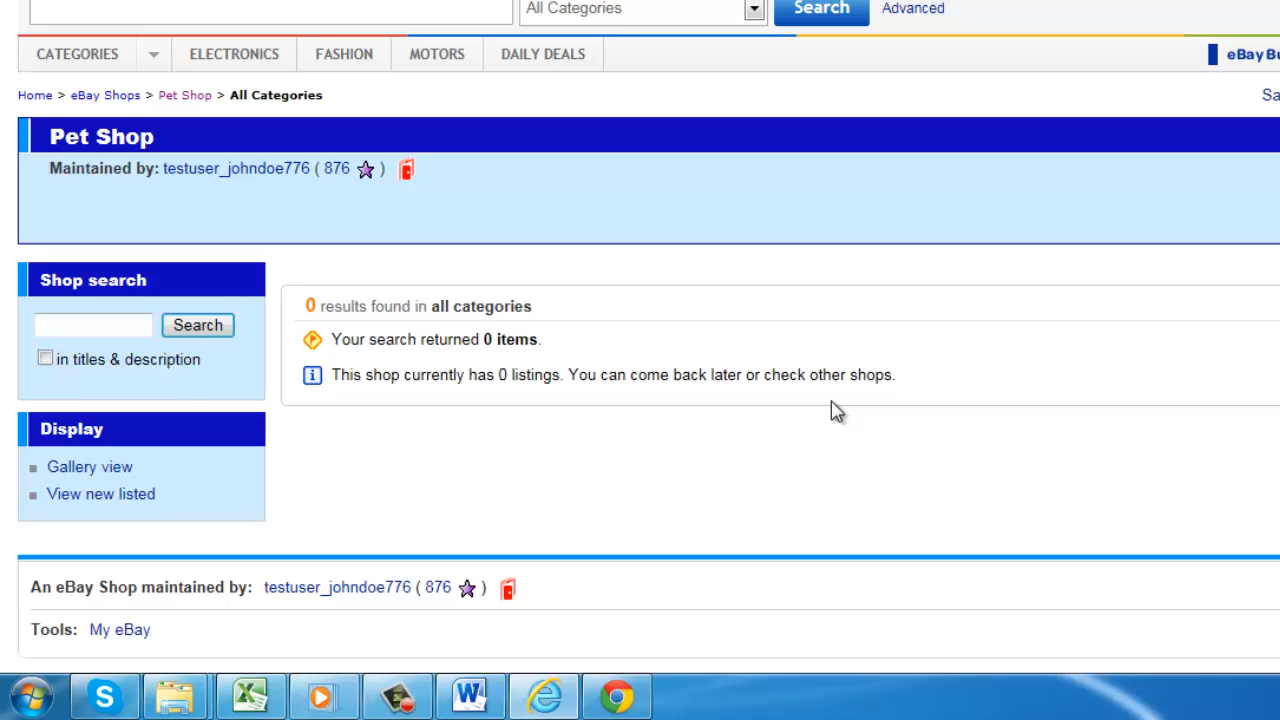 All Categories Search Advanced
CATEGORIES ELECTRONICS FASHION MOTORS DAILY DEALS eBay
Home > eBay Shops > Pet Shop > All Categories
Pet Shop
Maintained by: testuser_johndoe776 ( 876 )
Shop search
Search
in titles & description
0 results found in all categories
Your search returned 0 items.
This shop currently has 0 listings. You can come back later or check other shops.
Display
Gallery view
View new listed
An eBay Shop maintained by: testuser_johndoe776 ( 876 )
Tools: My eBay